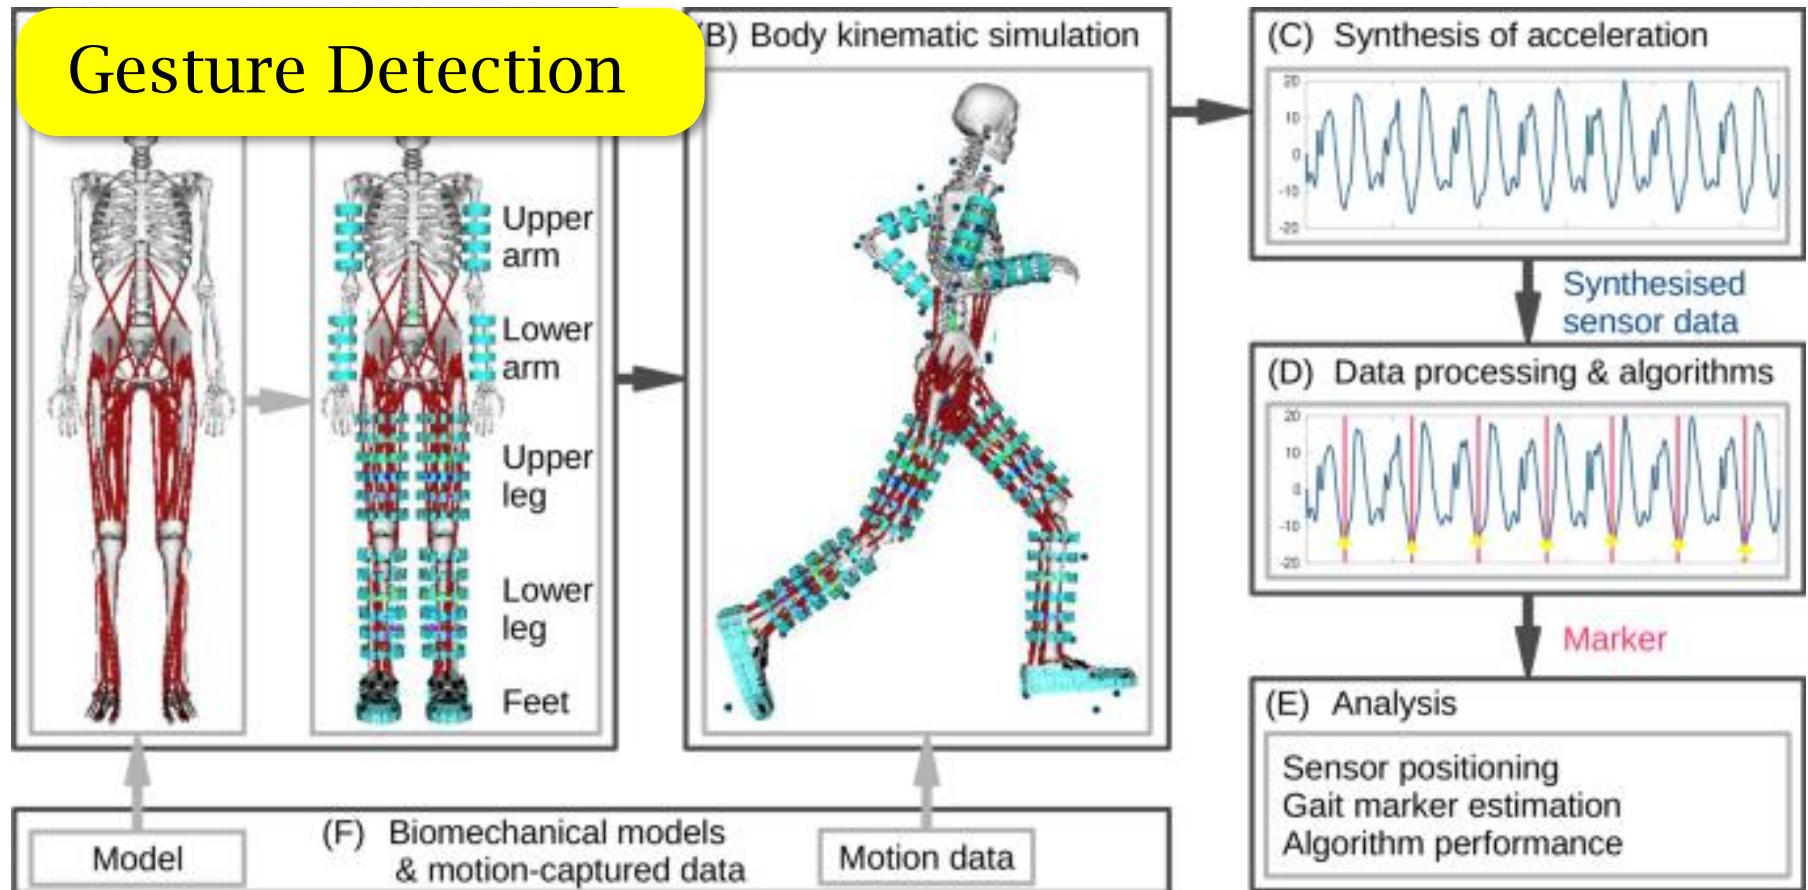 Gesture Detection
Upper
arm
Lower
arm
Upper
leg
Lower
leg
Feet
B) Body kinematic simulation
(C) Synthesis of acceleration
20
10
0
-10
-20
Synthesised
sensor data
(D) Data processing & algorithms
20
10
0
-10
-20
Marker
(E) Analysis
Sensor positioning
Gait marker estimation
Algorithm performance
Model
(F) Biomechanical models
& motion-captured data
Motion data